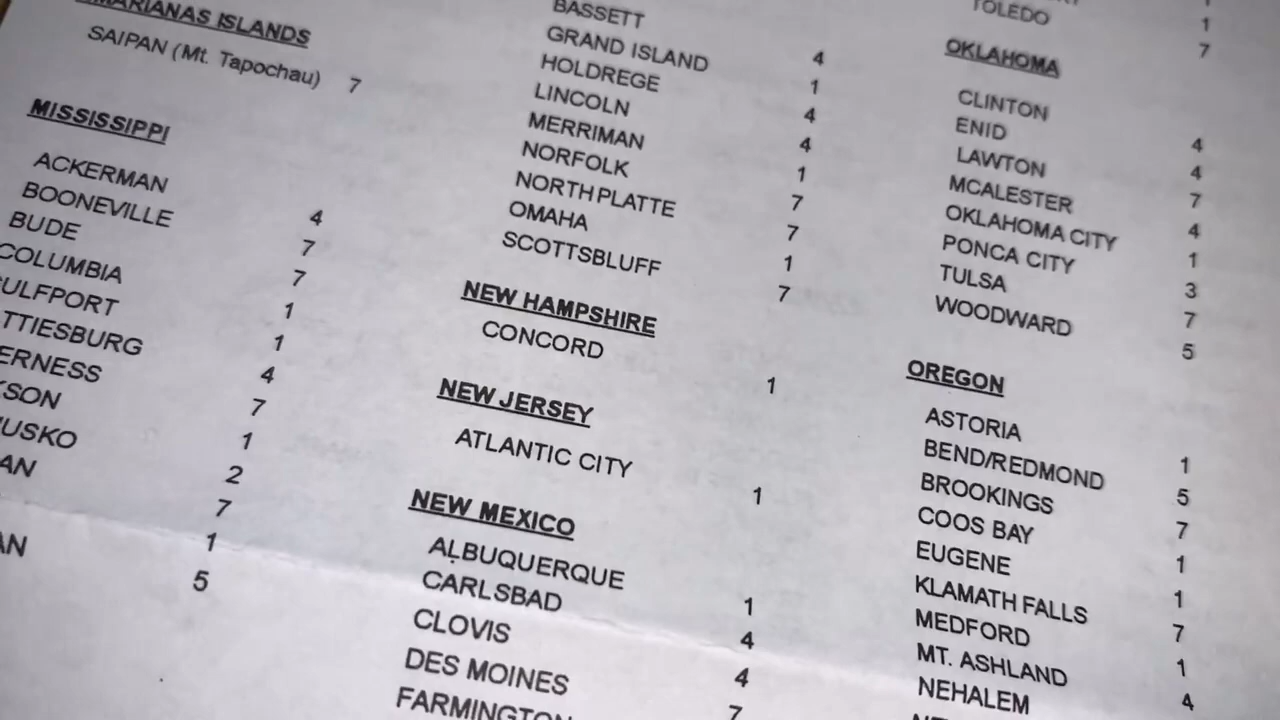 MARIANAS ISLANDS
SAIPAN (Mt. Tapochau) 7
MISSISSIPPI
ACKERMAN 4
BOONEVILLE 7
BUDE 7
COLUMBIA 1
ULFPORT 1
TTIESBURG 4
ERNESS 7
KSON 1
USKO 2
AN 7
1
AN 5
BASSETT 4
GRAND ISLAND 1
HOLDREGE 4
LINCOLN 4
MERRIMAN 1
NORFOLK 7
NORTH PLATTE 7
OMAHA 1
SCOTTSBLUFF 7
NEW HAMPSHIRE
CONCORD 1
NEW JERSEY
ATLANTIC CITY 1
NEW MEXICO
ALBUQUERQUE 1
CARLSBAD 4
CLOVIS 4
DES MOINES 7
FARMINGTON
1
TOLEDO 7
OKLAHOMA
CLINTON 4
ENID 4
LAWTON 7
MCALESTER 4
OKLAHOMA CITY 1
PONCA CITY 3
TULSA 7
WOODWARD 5
OREGON
ASTORIA 1
BEND/REDMOND 5
BROOKINGS 7
COOS BAY 1
EUGENE 1
KLAMATH FALLS 7
MEDFORD 1
MT. ASHLAND 4
NEHALEM